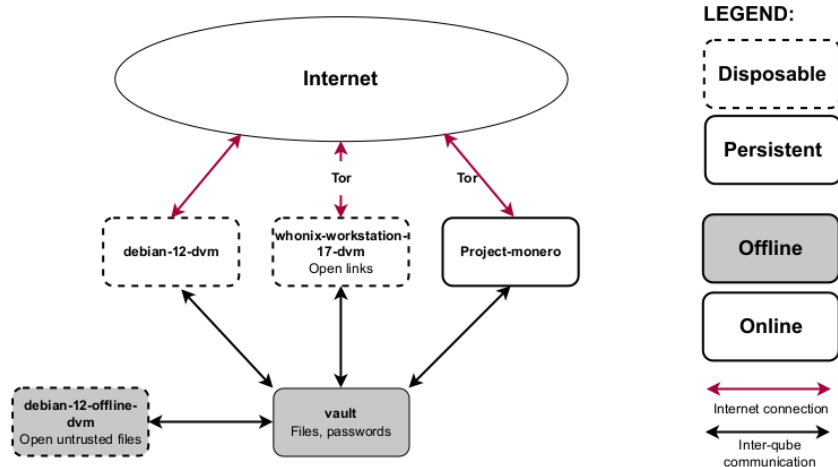 LEGEND:
Internet
Disposable
Persistent
Tor
Tor
debian-12-dvm
whonix-workstation-
17-dvm
Open links
Project-monero
Offline
Online
debian-12-offline-
dvm
Open untrusted files
vault
Files, passwords
Internet connection
Inter-qube
communication